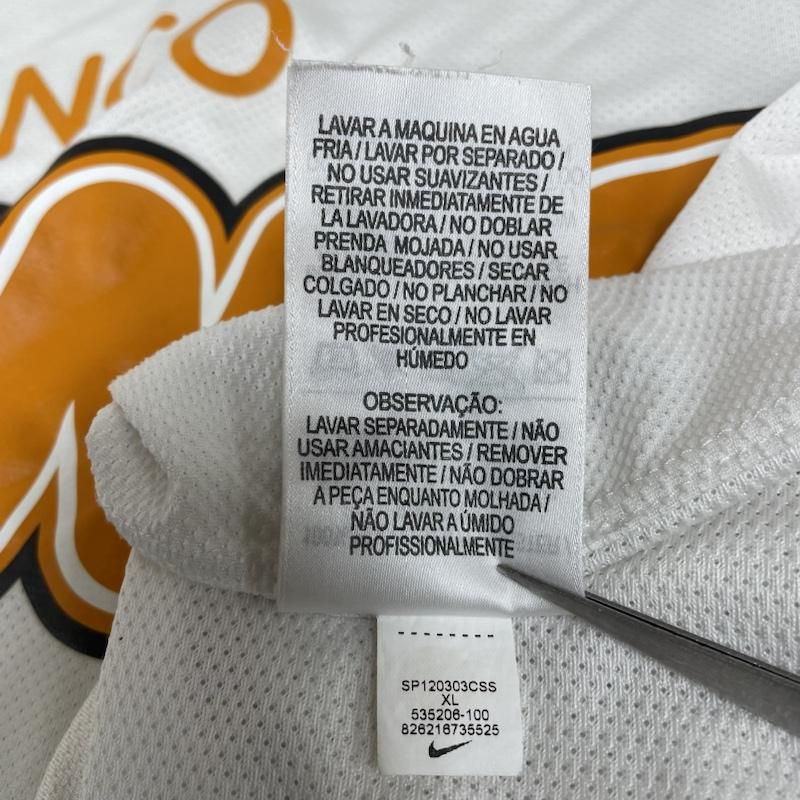 NCO
LAVAR A MAQUINA EN AGUA
FRIA / LAVAR POR SEPARADO /
NO USAR SUAVIZANTES /
RETIRAR INMEDIATAMENTE DE
LA LAVADORA / NO DOBLAR
PRENDA MOJADA / NO USAR
BLANQUEADORES / SECAR
COLGADO / NO PLANCHAR / NO
LAVAR EN SECO / NO LAVAR
PROFESIONALMENTE EN
HÚMEDO
OBSERVAÇÃO:
LAVAR SEPARADAMENTE / NÃO
USAR AMACIANTES / REMOVER
IMEDIATAMENTE / NÃO DOBRAR
A PEÇA ENQUANTO MOLHADA /
NÃO LAVAR A ÚMIDO
PROFISSIONALMENTE
SP120303CSS
XL
535206-100
826216735525